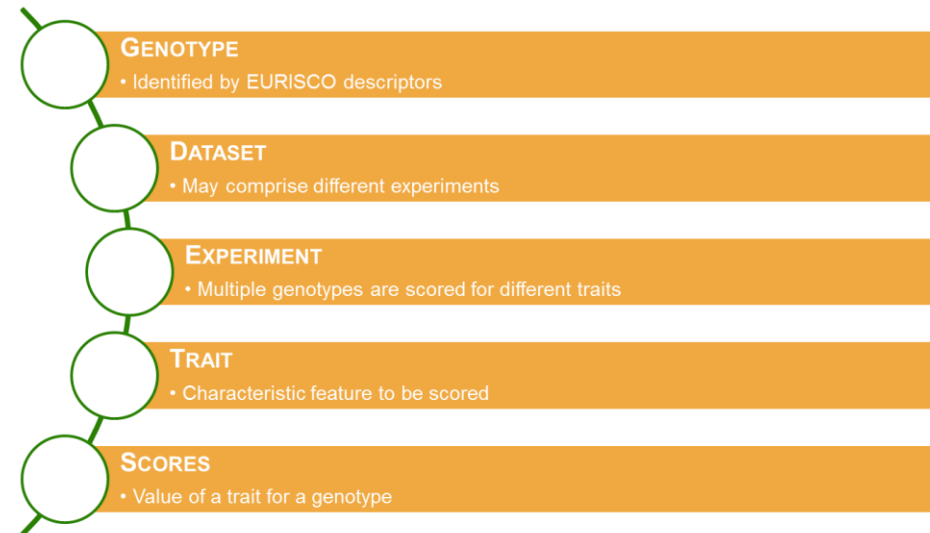 GENOTYPE
• Identified by EURISCO descriptors
DATASET
• May comprise different experiments
EXPERIMENT
• Multiple genotypes are scored for different traits
TRAIT
• Characteristic feature to be scored
SCORES
• Value of a trait for a genotype